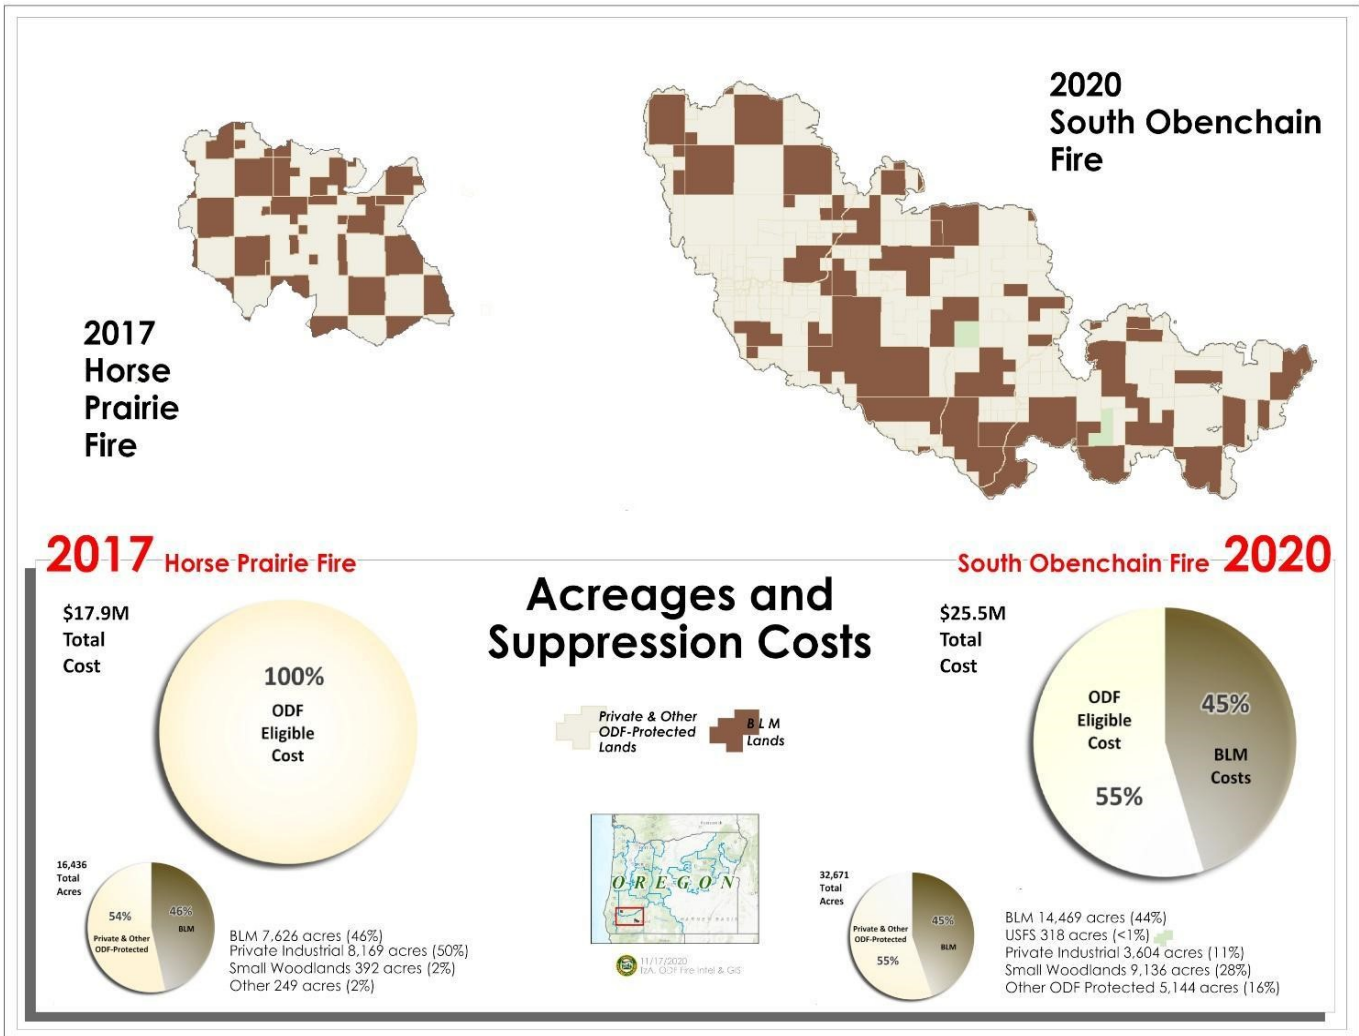 2020
South Obenchain
Fire
2017
Horse
Prairie
Fire
2017 Horse Prairie Fire
South Obenchain Fire 2020
Acreages and
Suppression Costs
$17.9M
Total
Cost
100%
ODF
Eligible
Cost
$25.5M
Total
Cost
ODF
Eligible
Cost
55%
45%
BLM
Costs
Private & Other
ODF-Protected
Lands
B L M
Lands
16,436
Total
Acres
54%
Private & Other
ODF-Protected
46%
BLM
BLM 7,626 acres (46%)
Private Industrial 8,169 acres (50%)
Small Woodlands 392 acres (2%)
Other 249 acres (2%)
OREGON
11/17/2020
IzA, ODF Fire Intel & GIS
32,671
Total
Acres
Private & Other
ODF-Protected
55%
45%
BLM
BLM 14,469 acres (44%)
USFS 318 acres (<1%)
Private Industrial 3,604 acres (11%)
Small Woodlands 9,136 acres (28%)
Other ODF Protected 5,144 acres (16%)